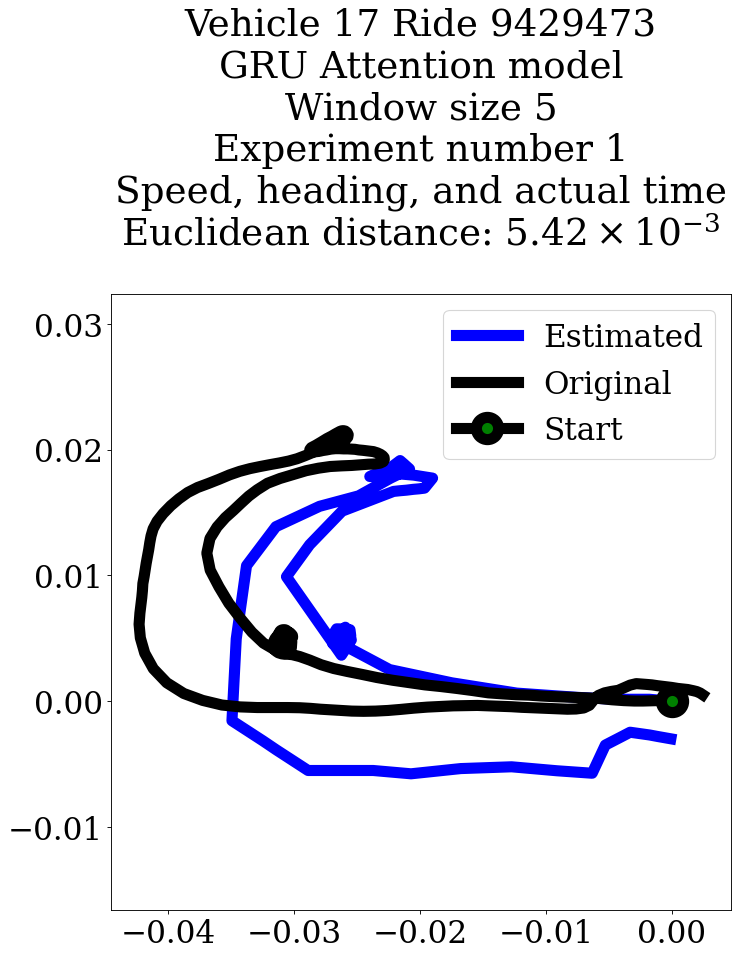 Vehicle 17 Ride 9429473
GRU Attention model
Window size 5
Experiment number 1
Speed, heading, and actual time
Euclidean distance: 5.42 × 10⁻³
Estimated
Original
Start
0.03
0.02
0.01
0.00
−0.01
−0.04
−0.03
−0.02
−0.01
0.00